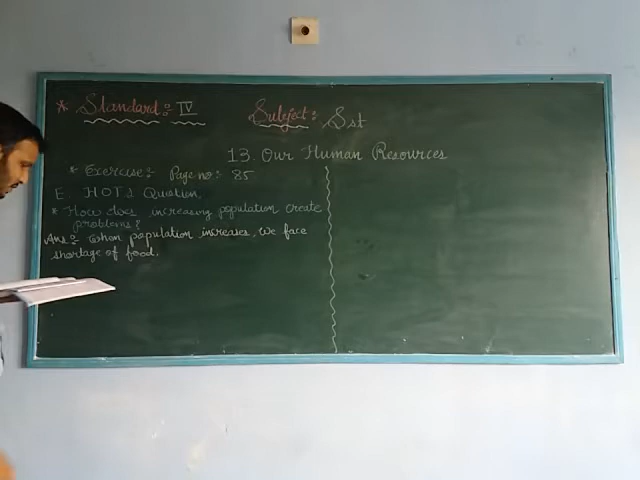 * Standard:- IV Subject:- Sst
13. Our Human Resources
* Exercise:- Page no:- 85
E HOTS Question
* How does increasing population create
problems?
Ans:- When population increases, we face
shortage of food.